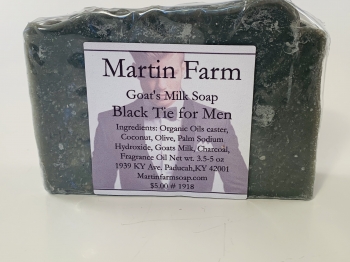 Martin Farm
Goat's Milk Soap
Black Tie for Men
Ingredients: Organic Oils caster,
Coconut, Olive, Palm Sodium
Hydroxide, Goats Milk, Charcoal,
Fragrance Oil Net wt. 3.5-5 oz
1939 KY Ave, Paducah,KY 42001
Martinfarmsoap.com
$5.00 # 1918